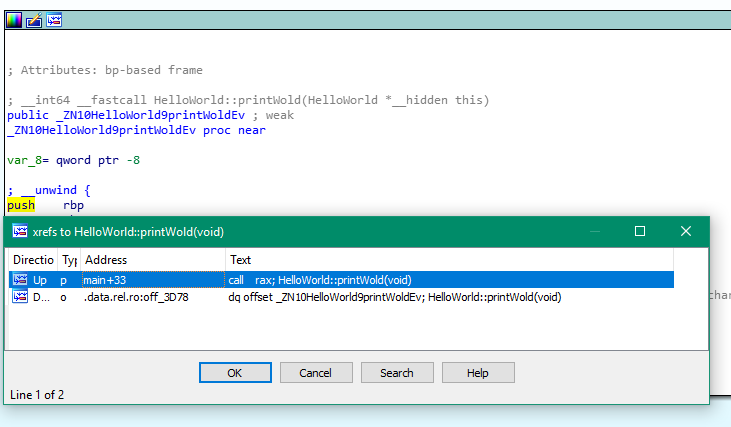 ; Attributes: bp-based frame
; __int64 __fastcall HelloWorld::printWold(HelloWorld *__hidden this)
public _ZN10HelloWorld9printWoldEv ; weak
_ZN10HelloWorld9printWoldEv proc near
var_8= qword ptr -8
; __unwind {
push rbp
xrefs to HelloWorld::printWold(void)
Directio Ty Address Text
Up p main+33 call rax; HelloWorld::printWold(void)
D... o .data.rel.ro:off_3D78 dq offset _ZN10HelloWorld9printWoldEv; HelloWorld::printWold(void)
char
OK Cancel Search Help
Line 1 of 2